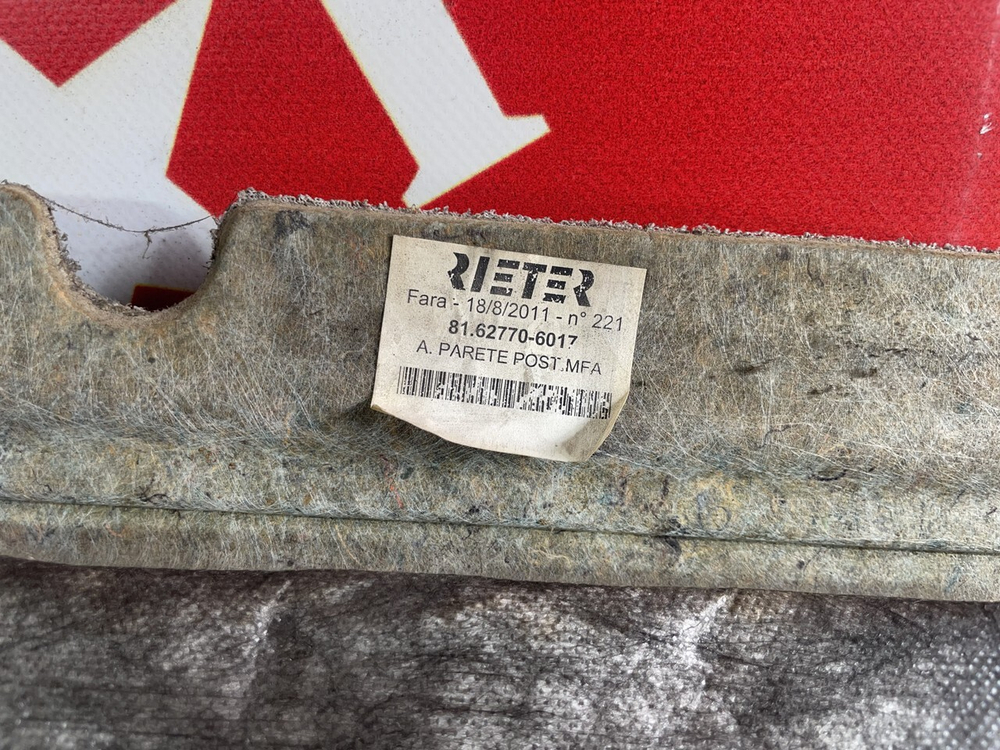 RIETER
Fara - 18/8/2011 - n° 221
81.62770-6017
A. PARETE POST.MFA